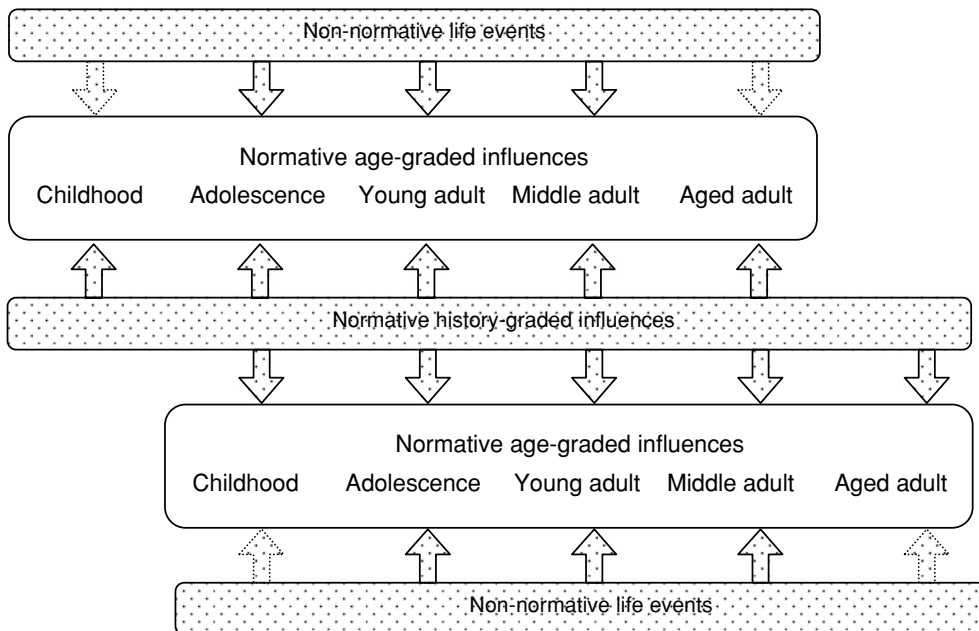 Non-normative life events
Normative age-graded influences
Childhood Adolescence Young adult Middle adult Aged adult
Normative history-graded influences
Normative age-graded influences
Childhood Adolescence Young adult Middle adult Aged adult
Non-normative life events